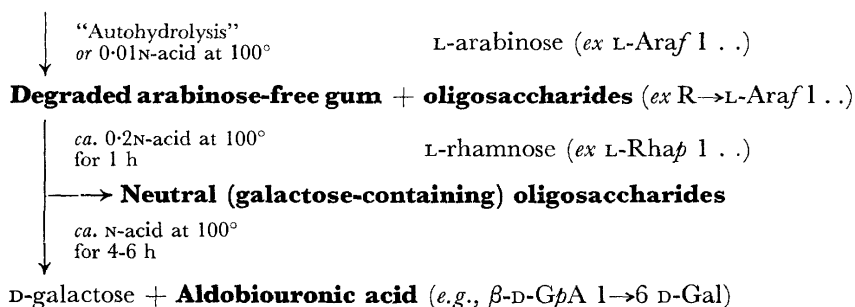 “Autohydrolysis”
or 0·01N-acid at 100°
L-arabinose (ex L-Araf 1 . .)
Degraded arabinose-free gum + oligosaccharides (ex R→L-Araf 1 . .)
ca. 0·2N-acid at 100°
for 1 h
L-rhamnose (ex L-Rhap 1 . .)
Neutral (galactose-containing) oligosaccharides
ca. N-acid at 100°
for 4-6 h
D-galactose + Aldobiouronic acid (e.g., β-D-GpA 1→6 D-Gal)